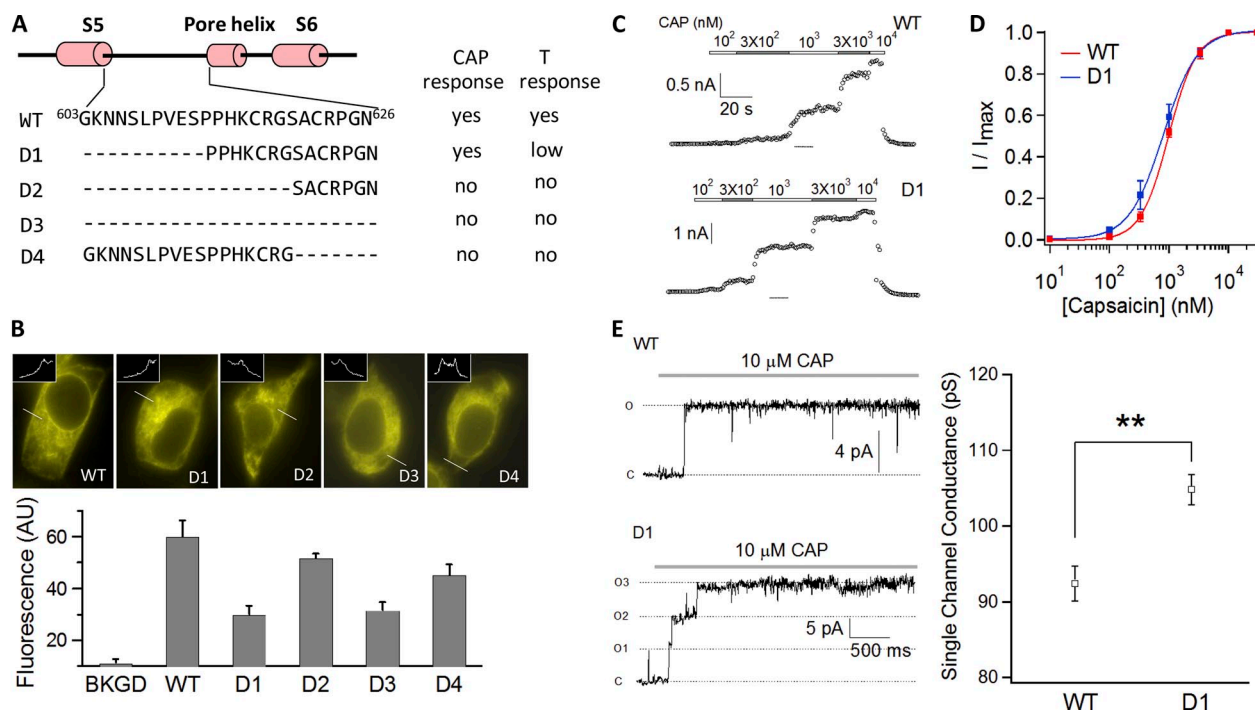 A
S5 Pore helix S6
CAP response T response
WT ⁶⁰³GKNNSLPVESPPHKCRGSACRPGN⁶²⁶ yes yes
D1 - - - - - - - - - - PPHKCRGSACRPGN yes low
D2 - - - - - - - - - - - - - - - - - SACRPGN no no
D3 - - - - - - - - - - - - - - - - - - - - - - - - no no
D4 GKNNSLPVESPPHKCRG- - - - - - - no no
B
WT D1 D2 D3 D4
Fluorescence (AU)
60
40
20
BKGD WT D1 D2 D3 D4
C
CAP (nM) WT
10² 3X10² 10³ 3X10³ 10⁴
0.5 nA
20 s
D1
10² 3X10² 10³ 3X10³ 10⁴
1 nA
D
WT
D1
I / Imax
1.0
0.8
0.6
0.4
0.2
0.0
10¹ 10² 10³ 10⁴
[Capsaicin] (nM)
E
WT
10 μM CAP
O
4 pA
C
D1
10 μM CAP
O3
O2
O1
C
5 pA
500 ms
Single Channel Conductance (pS)
120
110
100
90
80
**
WT D1